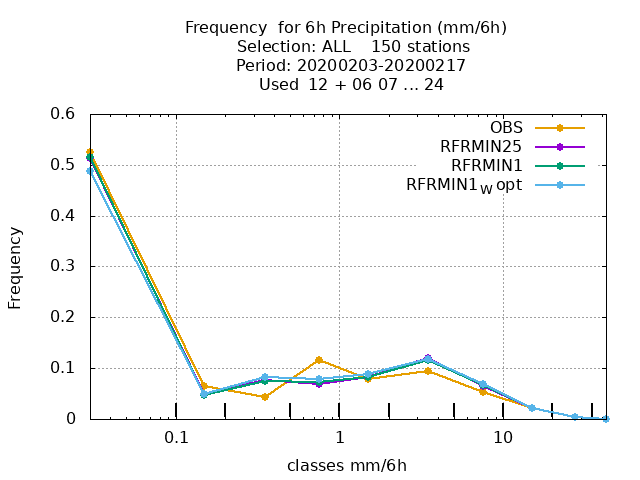 Frequency  for 6h Precipitation (mm/6h)
Selection: ALL    150 stations
Period: 20200203-20200217
Used  12 + 06 07 ... 24
0.6
OBS
RFRMIN25
0.5
RFRMIN1
RFRMIN1w opt
0.4
Frequency
0.3
0.2
0.1
0
0.1 1 10
classes mm/6h